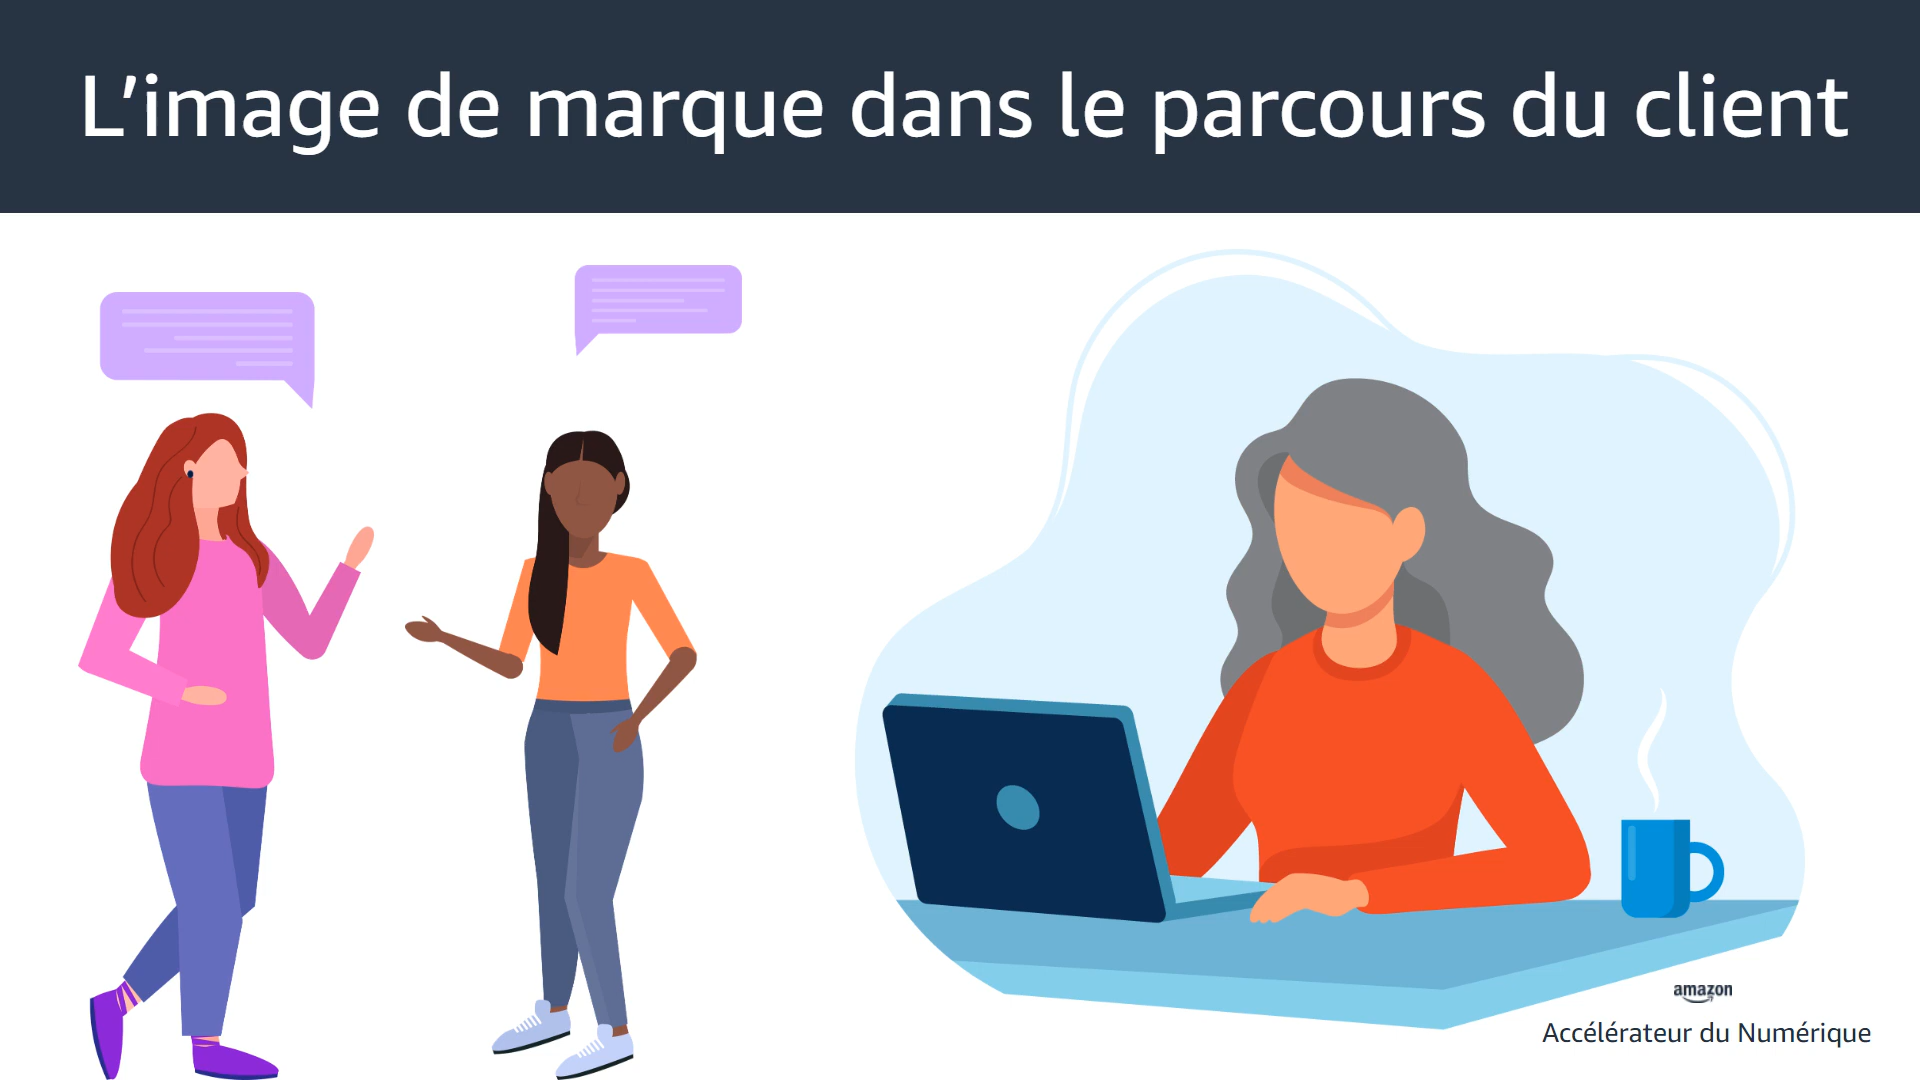 L’image de marque dans le parcours du client
amazon
Accélérateur du Numérique